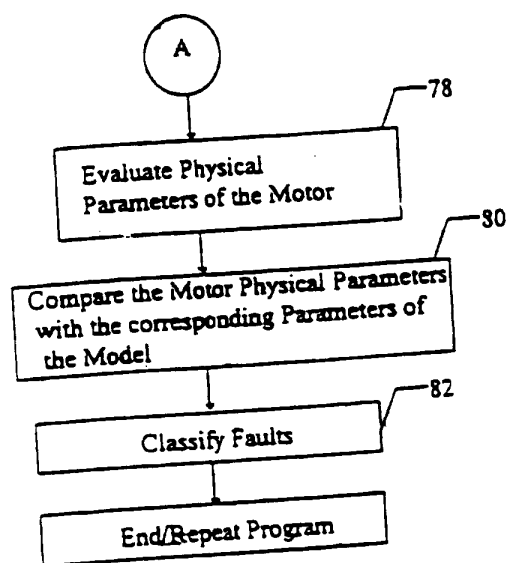 A
78
Evaluate Physical
Parameters of the Motor
80
Compare the Motor Physical Parameters
with the corresponding Parameters of
the Model
82
Classify Faults
End/Repeat Program